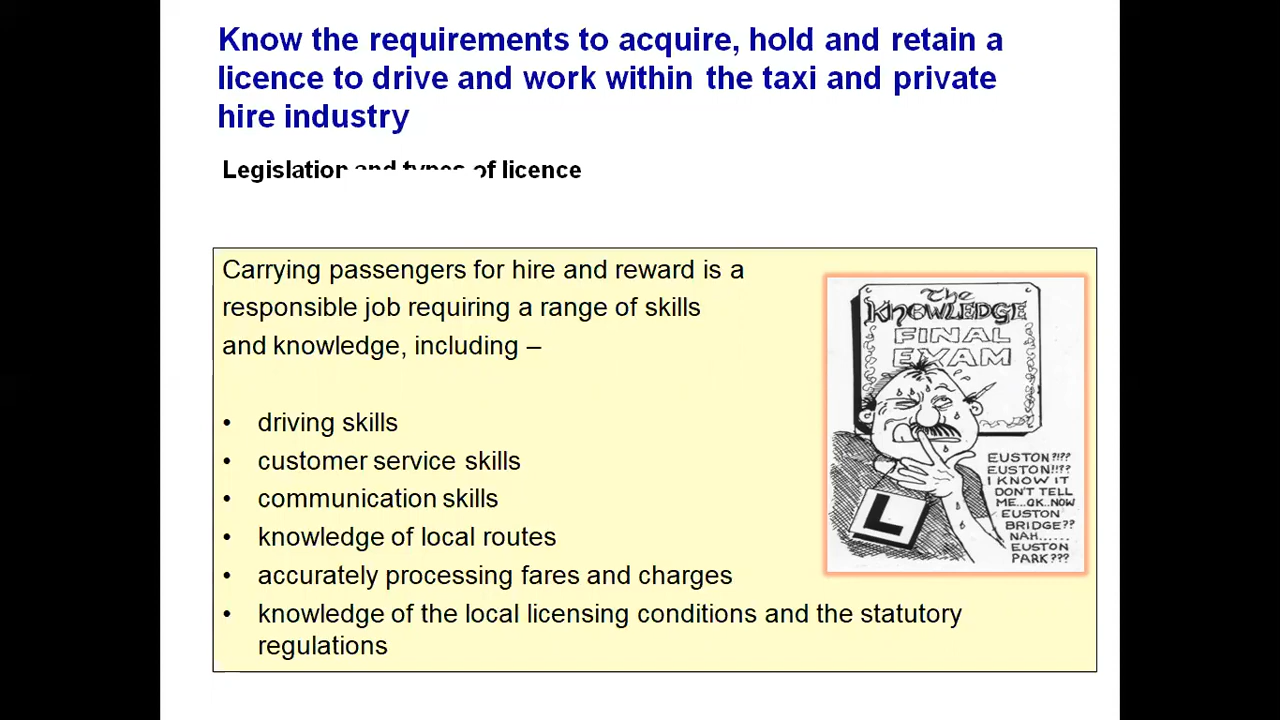 Know the requirements to acquire, hold and retain a
licence to drive and work within the taxi and private
hire industry
Legislation and types of licence
Carrying passengers for hire and reward is a
responsible job requiring a range of skills
and knowledge, including –
• driving skills
• customer service skills
• communication skills
• knowledge of local routes
• accurately processing fares and charges
• knowledge of the local licensing conditions and the statutory
regulations
The
KNOWLEDGE
FINAL
EXAM
L
EUSTON?!??
EUSTON!!??
I KNOW IT
DON'T TELL
ME...OK..NOW
EUSTON
BRIDGE??
NAH......
EUSTON
PARK???